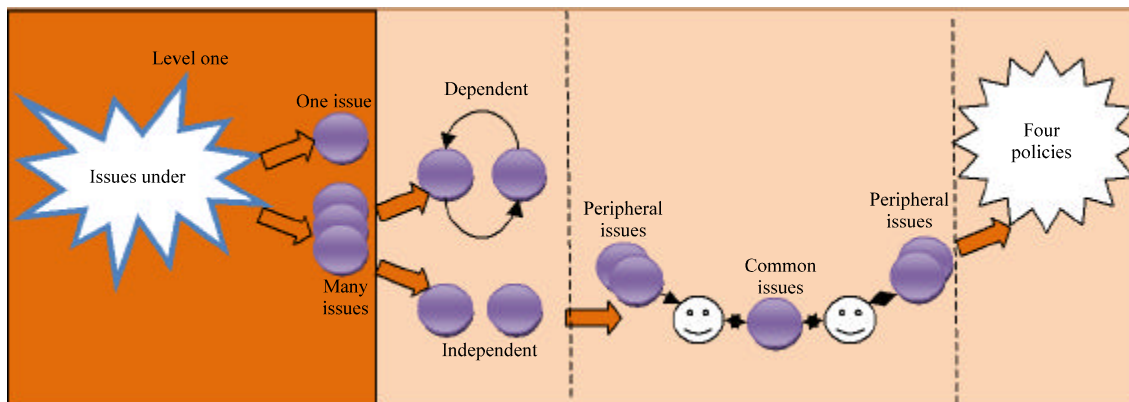 Level one
Issues under
One issue
Many
issues
Dependent
Independent
Peripheral
issues
Common
issues
Peripheral
issues
Four
policies